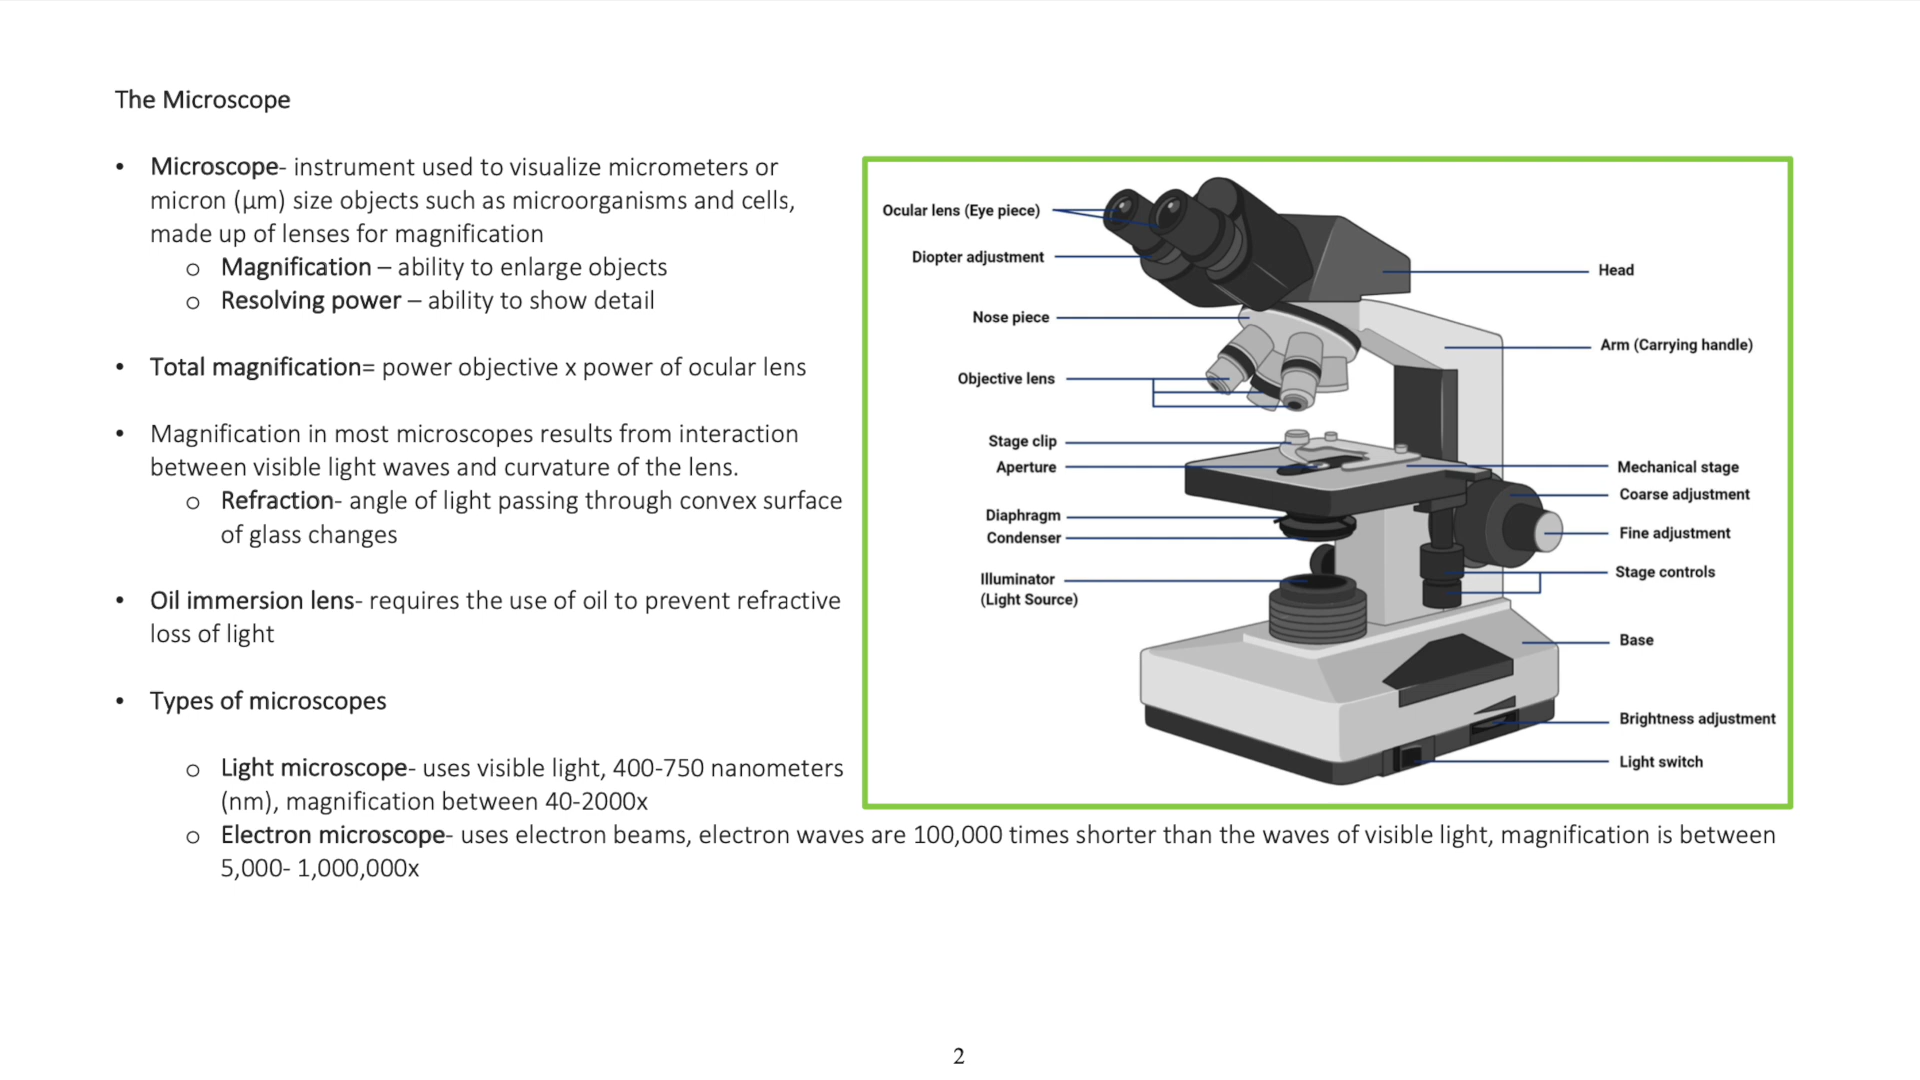 The Microscope
• Microscope- instrument used to visualize micrometers or
micron (µm) size objects such as microorganisms and cells,
made up of lenses for magnification
o Magnification – ability to enlarge objects
o Resolving power – ability to show detail
• Total magnification= power objective x power of ocular lens
• Magnification in most microscopes results from interaction
between visible light waves and curvature of the lens.
o Refraction- angle of light passing through convex surface
of glass changes
• Oil immersion lens- requires the use of oil to prevent refractive
loss of light
• Types of microscopes
o Light microscope- uses visible light, 400-750 nanometers
(nm), magnification between 40-2000x
o Electron microscope- uses electron beams, electron waves are 100,000 times shorter than the waves of visible light, magnification is between
5,000- 1,000,000x
Ocular lens (Eye piece)
Diopter adjustment
Nose piece
Objective lens
Stage clip
Aperture
Diaphragm
Condenser
Illuminator
(Light Source)
Head
Arm (Carrying handle)
Mechanical stage
Coarse adjustment
Fine adjustment
Stage controls
Base
Brightness adjustment
Light switch
2